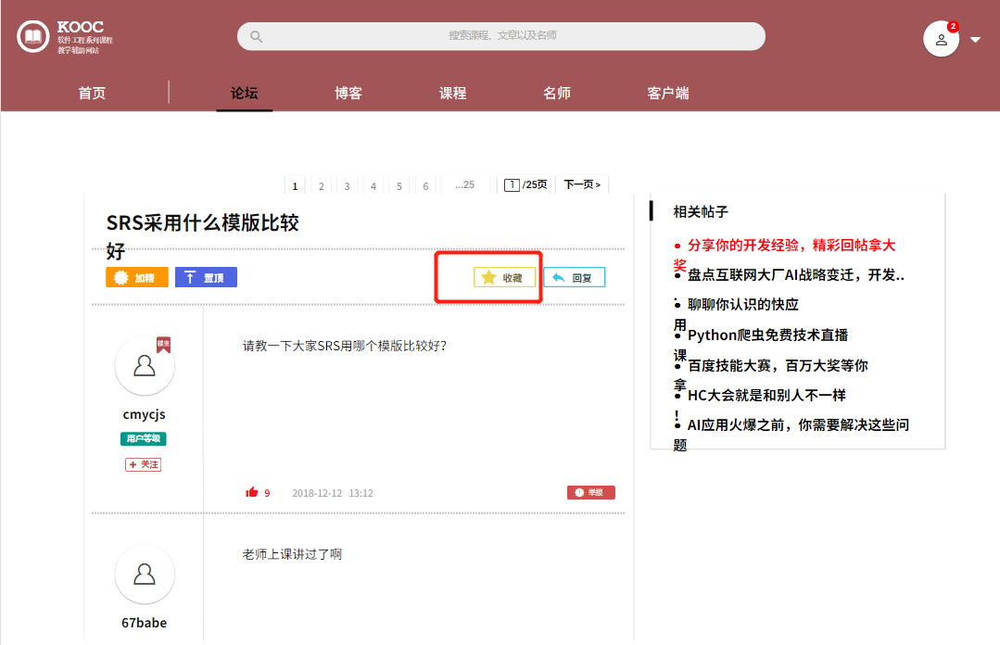 KOOC
软件工程系列课程
教学辅助网站
搜索课程、文章以及名师
2
首页
论坛
博客
课程
名师
客户端
1 2 3 4 5 6 ...25 1 /25页 下一页 >
SRS采用什么模版比较
好
加精
置顶
收藏
回复
楼主
cmycjs
用户等级
+ 关注
请教一下大家SRS用哪个模版比较好？
9 2018-12-12 13:12
举报
67babe
老师上课讲过了啊
相关帖子
分享你的开发经验，精彩回帖拿大
奖
盘点互联网大厂AI战略变迁，开发..
.
聊聊你认识的快应
用
Python爬虫免费技术直播
课
百度技能大赛，百万大奖等你
拿
HC大会就是和别人不一样
！
AI应用火爆之前，你需要解决这些问
题